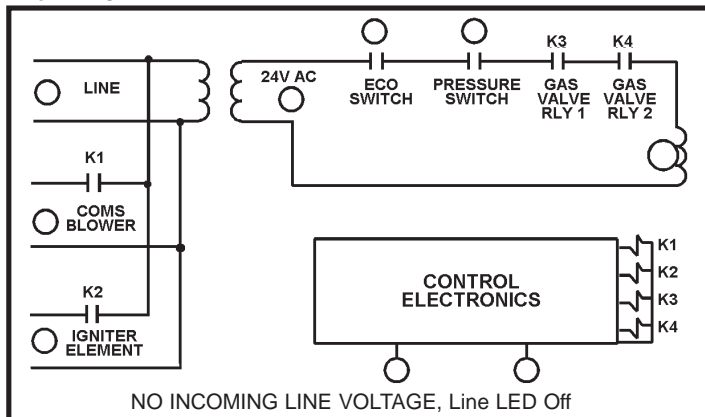 LINE
24V AC
ECO
SWITCH
PRESSURE
SWITCH
K3
GAS
VALVE
RLY 1
K4
GAS
VALVE
RLY 2
K1
COMS
BLOWER
K2
IGNITER
ELEMENT
CONTROL
ELECTRONICS
K1
K2
K3
K4
NO INCOMING LINE VOLTAGE, Line LED Off